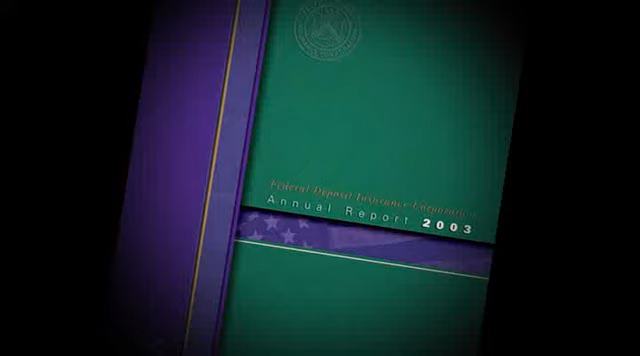 Federal Deposit Insurance Corporation
Annual Report 2003